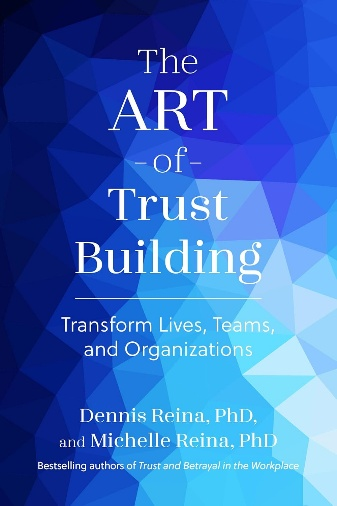 The
ART
-of-
Trust
Building
Transform Lives, Teams,
and Organizations
Dennis Reina, PhD,
and Michelle Reina, PhD
Bestselling authors of Trust and Betrayal in the Workplace